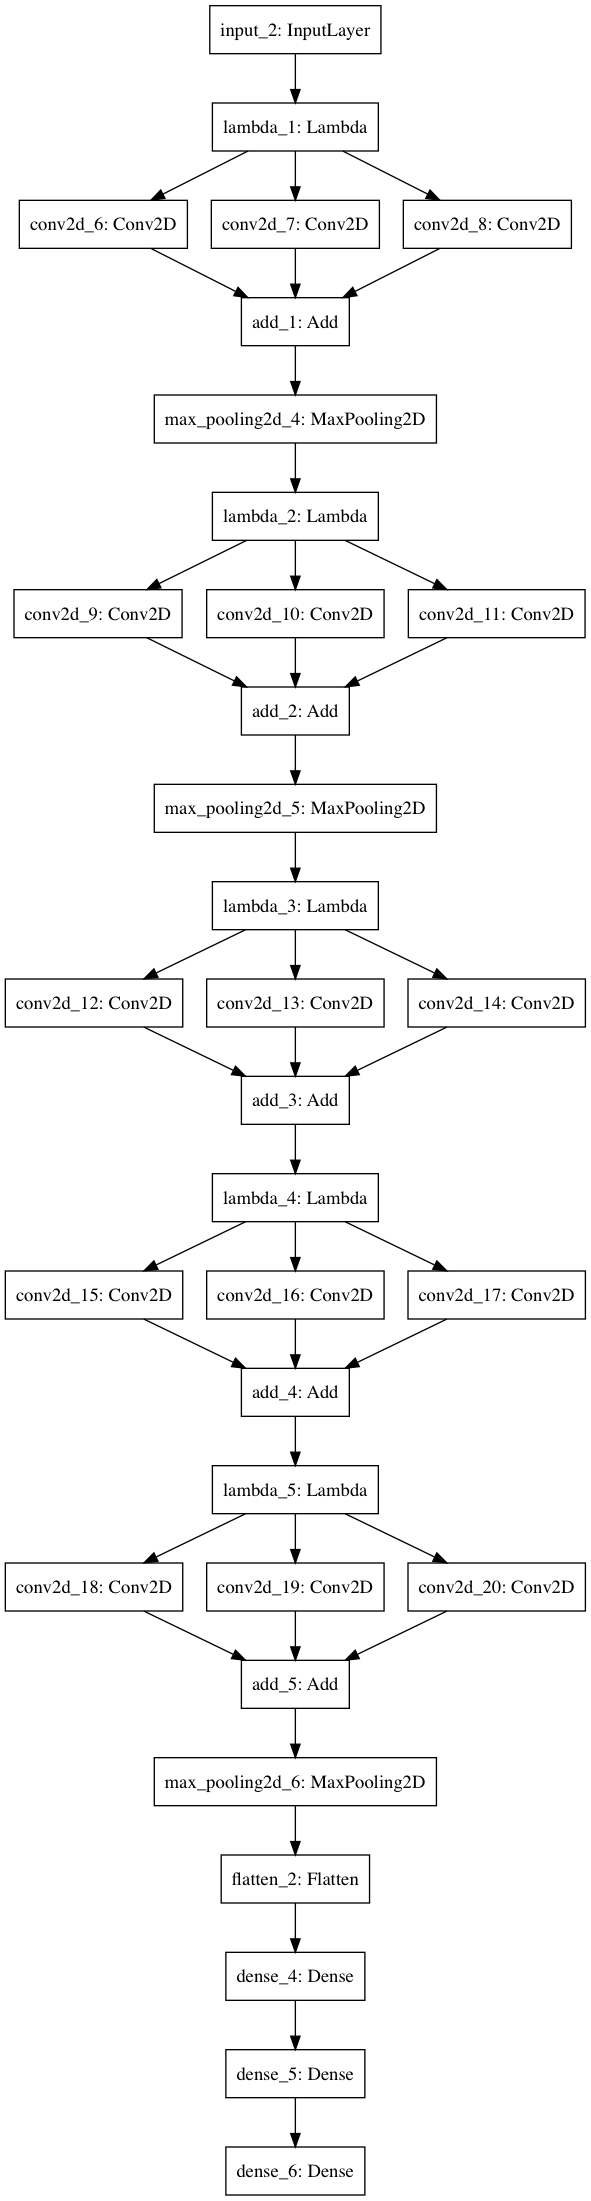 input_2: InputLayer
lambda_1: Lambda
conv2d_6: Conv2D
conv2d_7: Conv2D
conv2d_8: Conv2D
add_1: Add
max_pooling2d_4: MaxPooling2D
lambda_2: Lambda
conv2d_9: Conv2D
conv2d_10: Conv2D
conv2d_11: Conv2D
add_2: Add
max_pooling2d_5: MaxPooling2D
lambda_3: Lambda
conv2d_12: Conv2D
conv2d_13: Conv2D
conv2d_14: Conv2D
add_3: Add
lambda_4: Lambda
conv2d_15: Conv2D
conv2d_16: Conv2D
conv2d_17: Conv2D
add_4: Add
lambda_5: Lambda
conv2d_18: Conv2D
conv2d_19: Conv2D
conv2d_20: Conv2D
add_5: Add
max_pooling2d_6: MaxPooling2D
flatten_2: Flatten
dense_4: Dense
dense_5: Dense
dense_6: Dense